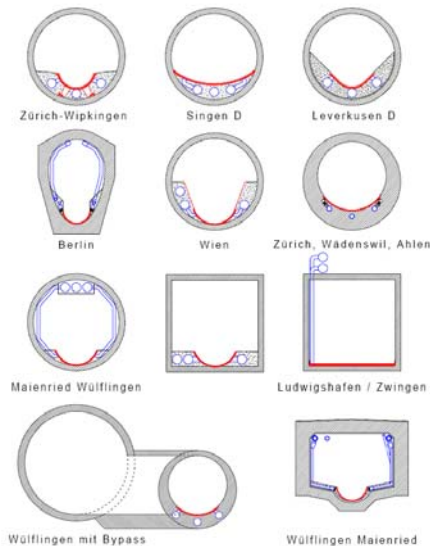 Zürich-Wipkingen
Singen D
Leverkusen D
Berlin
Wien
Zürich, Wädenswil, Ahlen
Maienried Wülflingen
Ludwigshafen / Zwingen
Wülflingen mit Bypass
Wülflingen Maienried